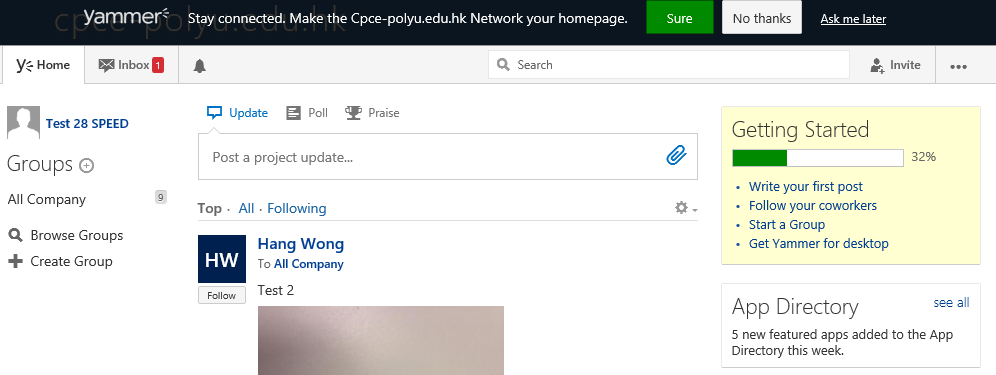 yammer
Stay connected. Make the Cpce-polyu.edu.hk Network your homepage.
Sure
No thanks
Ask me later
cpce-polyu.edu.hk
Home
Inbox
1
Search
Invite
Test 28 SPEED
Groups
All Company
9
Browse Groups
Create Group
Update
Poll
Praise
Post a project update...
Top · All · Following
HW
Follow
Hang Wong
To All Company
Test 2
Getting Started
32%
• Write your first post
• Follow your coworkers
• Start a Group
• Get Yammer for desktop
App Directory
see all
5 new featured apps added to the App
Directory this week.